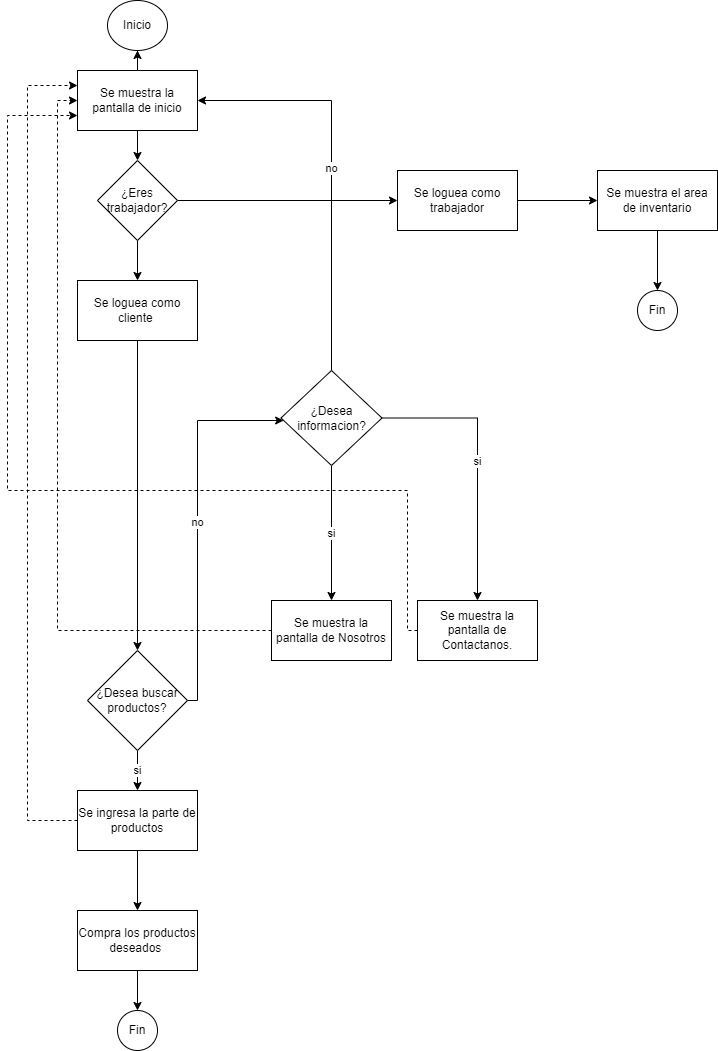 Inicio
Se muestra la
pantalla de inicio
no
¿Eres
trabajador?
Se loguea como
trabajador
Se muestra el area
de inventario
Se loguea como
cliente
Fin
¿Desea
informacion?
si
no
si
Se muestra la
pantalla de Nosotros
Se muestra la
pantalla de
Contactanos.
¿Desea buscar
productos?
si
Se ingresa la parte de
productos
Compra los productos
deseados
Fin